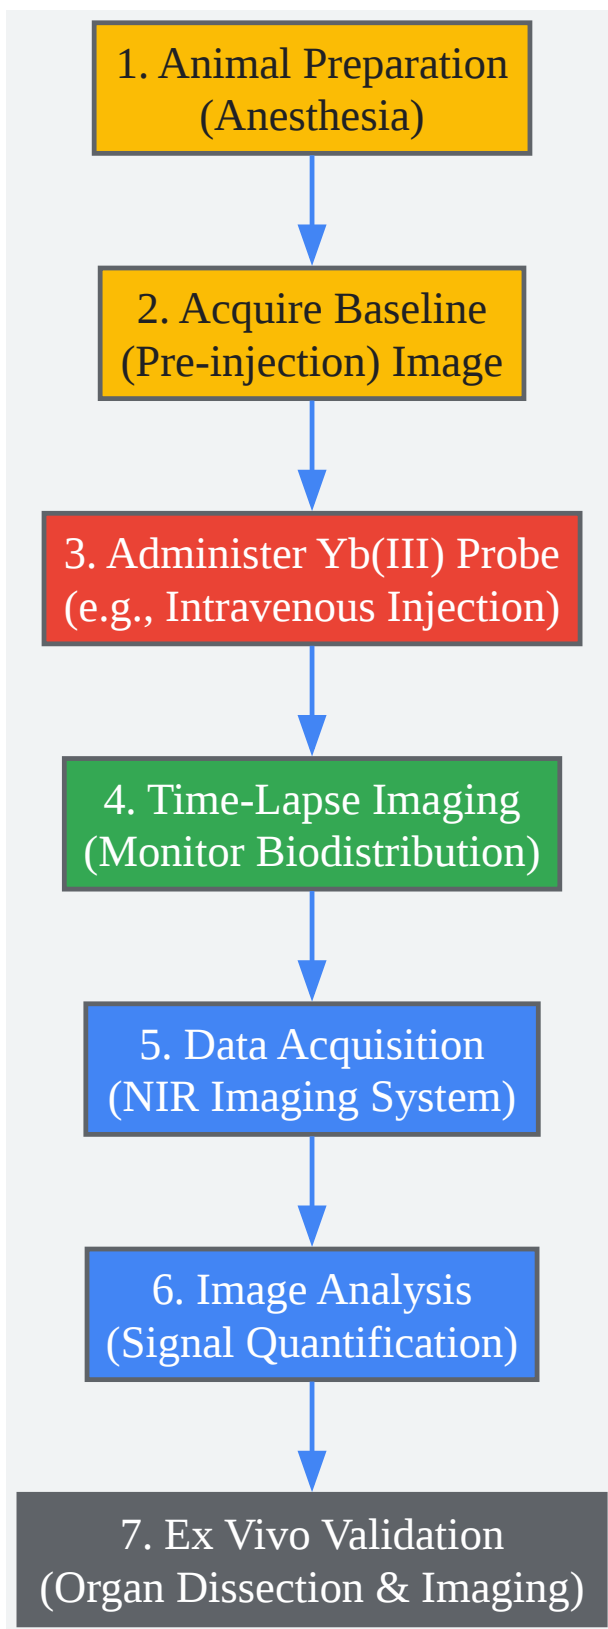 1. Animal Preparation
(Anesthesia)
2. Acquire Baseline
(Pre-injection) Image
3. Administer Yb(III) Probe
(e.g., Intravenous Injection)
4. Time-Lapse Imaging
(Monitor Biodistribution)
5. Data Acquisition
(NIR Imaging System)
6. Image Analysis
(Signal Quantification)
7. Ex Vivo Validation
(Organ Dissection & Imaging)